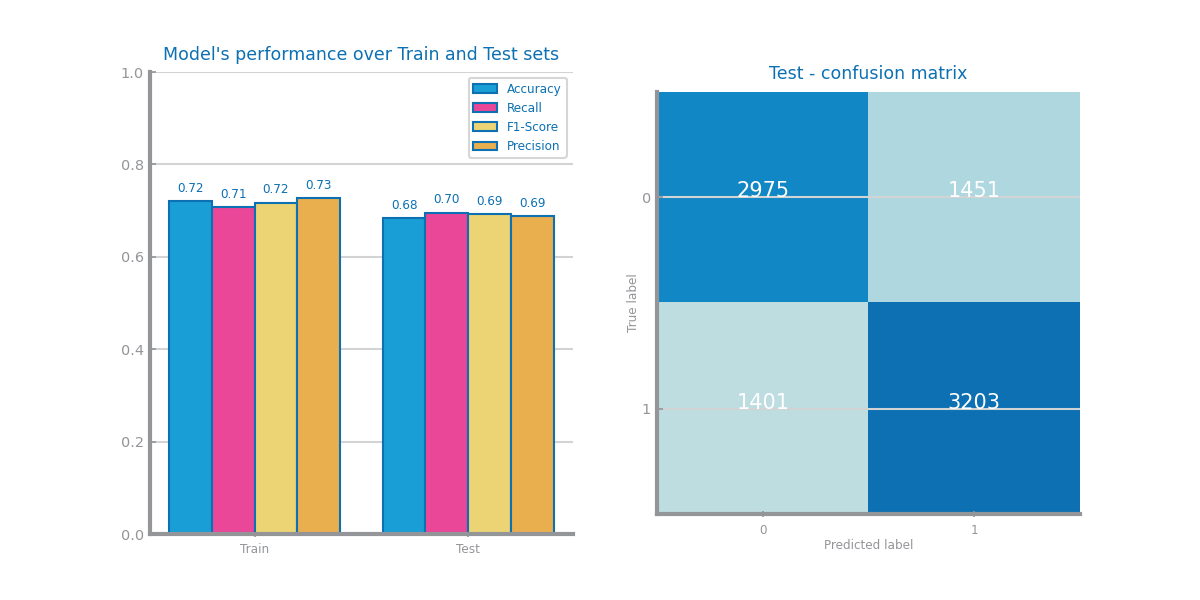 Model's performance over Train and Test sets
1.0
0.8
0.6
0.4
0.2
0.0
Accuracy
Recall
F1-Score
Precision
0.72 0.71 0.72 0.73
0.68 0.70 0.69 0.69
Train Test
Test - confusion matrix
True label
0
1
2975 1451
1401 3203
0 1
Predicted label